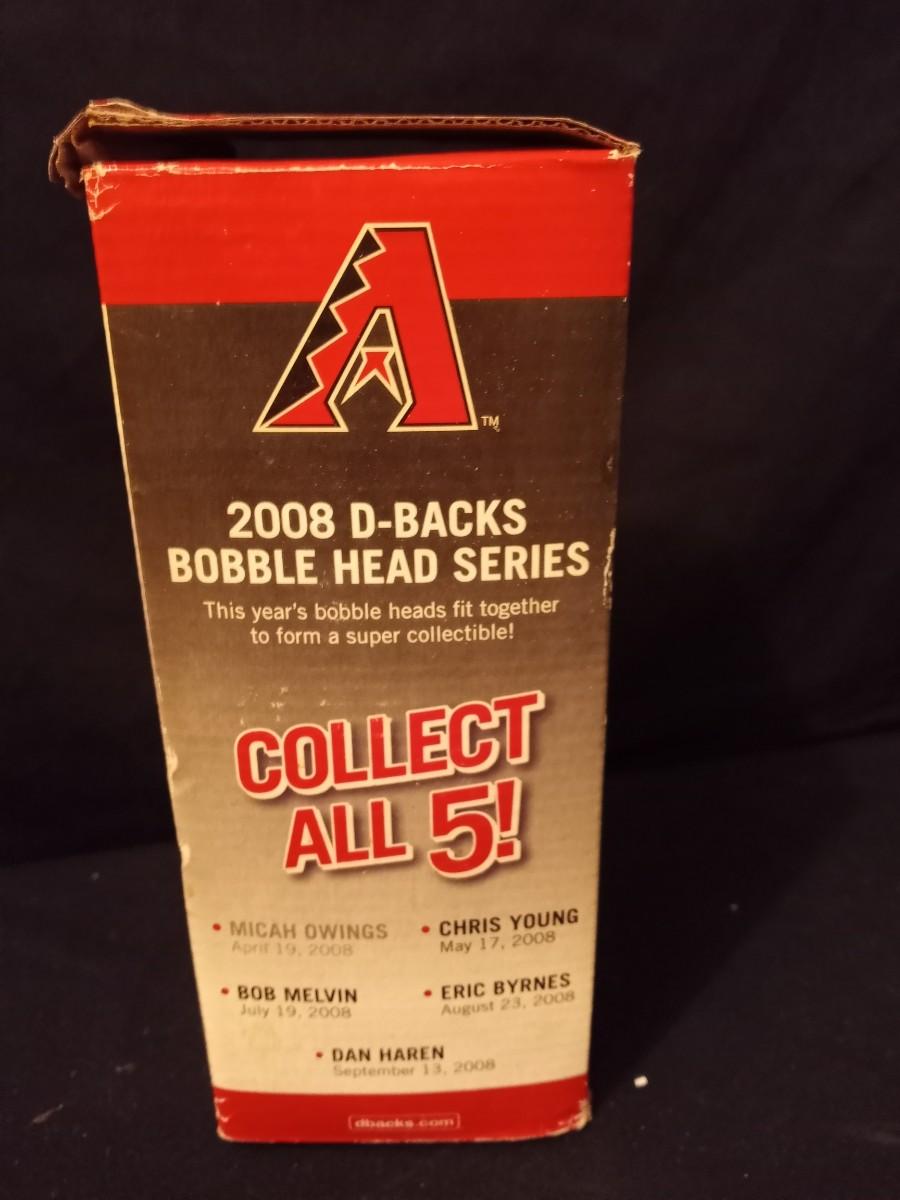 A
TM
2008 D-BACKS
BOBBLE HEAD SERIES
This year's bobble heads fit together
to form a super collectible!
COLLECT
ALL 5!
• MICAH OWINGS
April 19, 2008
• CHRIS YOUNG
May 17, 2008
• BOB MELVIN
July 19, 2008
• ERIC BYRNES
August 23, 2008
• DAN HAREN
September 13, 2008
dbacks.com